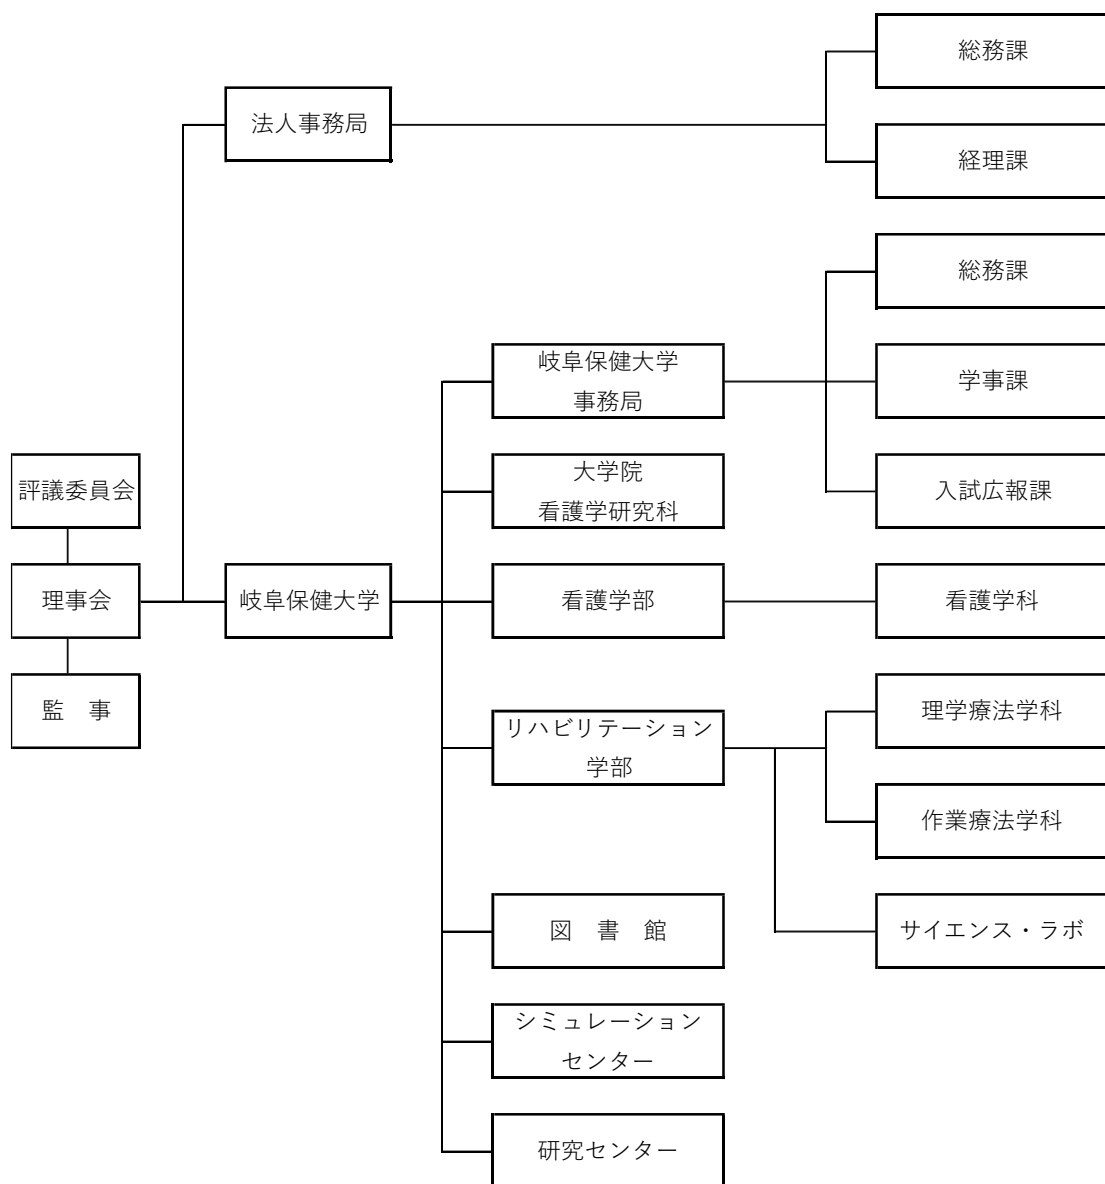 総務課
法人事務局
経理課
総務課
岐阜保健大学
事務局
学事課
大学院
看護学研究科
入試広報課
評議委員会
理事会
監　事
岐阜保健大学
看護学部
看護学科
リハビリテーション
学部
理学療法学科
作業療法学科
サイエンス・ラボ
図　書　館
シミュレーション
センター
研究センター